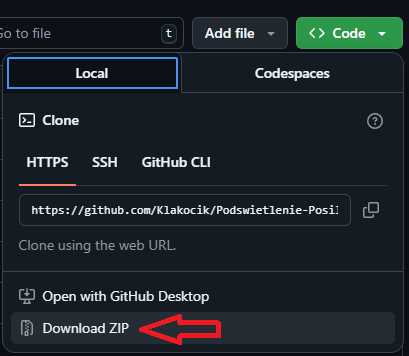 Go to file t Add file <> Code
Local Codespaces
Clone
HTTPS SSH GitHub CLI
https://github.com/Klakocik/Podswietlenie-Posi
Clone using the web URL.
Open with GitHub Desktop
Download ZIP